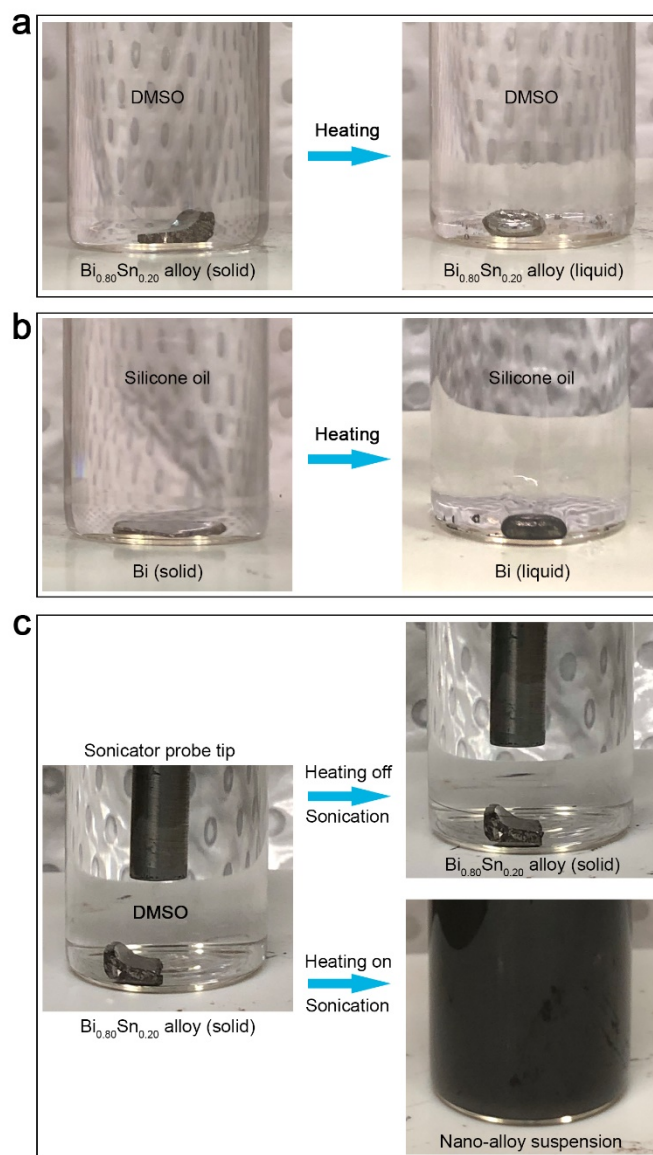 a
DMSO
Heating
DMSO
Bi0.80Sn0.20 alloy (solid)
Bi0.80Sn0.20 alloy (liquid)
b
Silicone oil
Heating
Silicone oil
Bi (solid)
Bi (liquid)
c
Sonicator probe tip
DMSO
Bi0.80Sn0.20 alloy (solid)
Heating off
Sonication
Bi0.80Sn0.20 alloy (solid)
Heating on
Sonication
Nano-alloy suspension